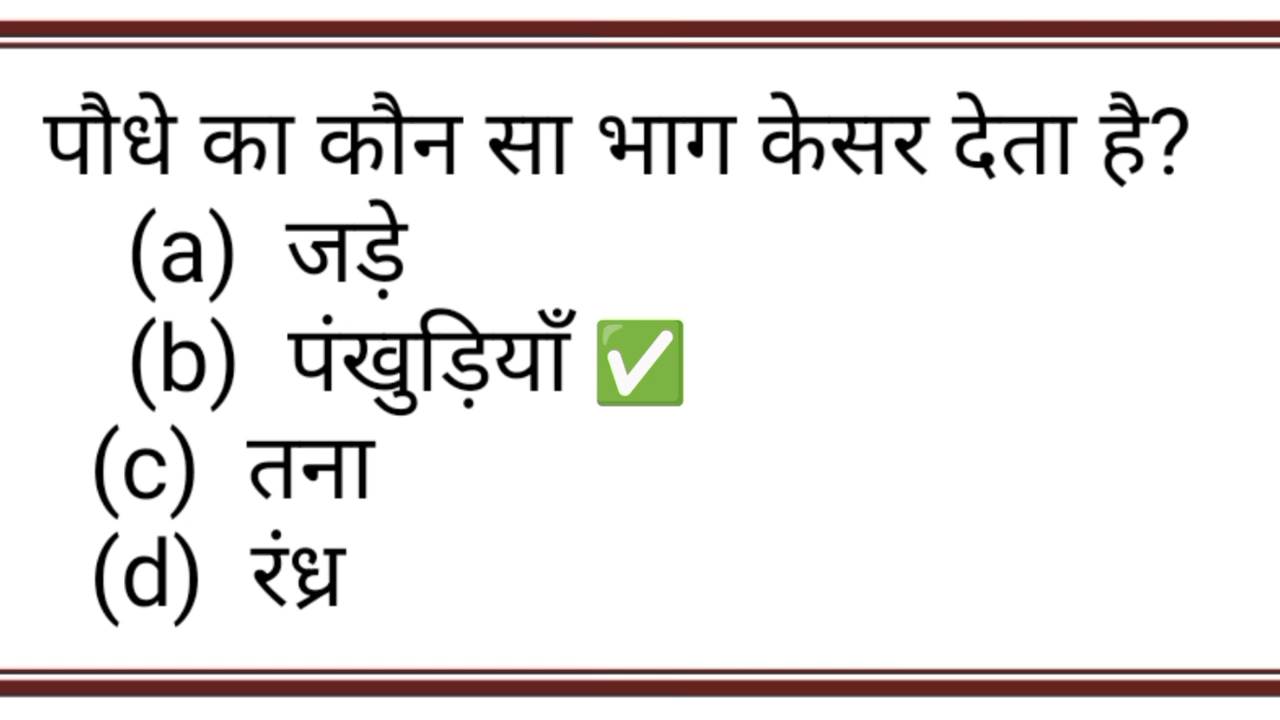 पौधे का कौन सा भाग केसर देता है?
(a) जड़े
(b) पंखुड़ियाँ ✅
(c) तना
(d) रंध्र